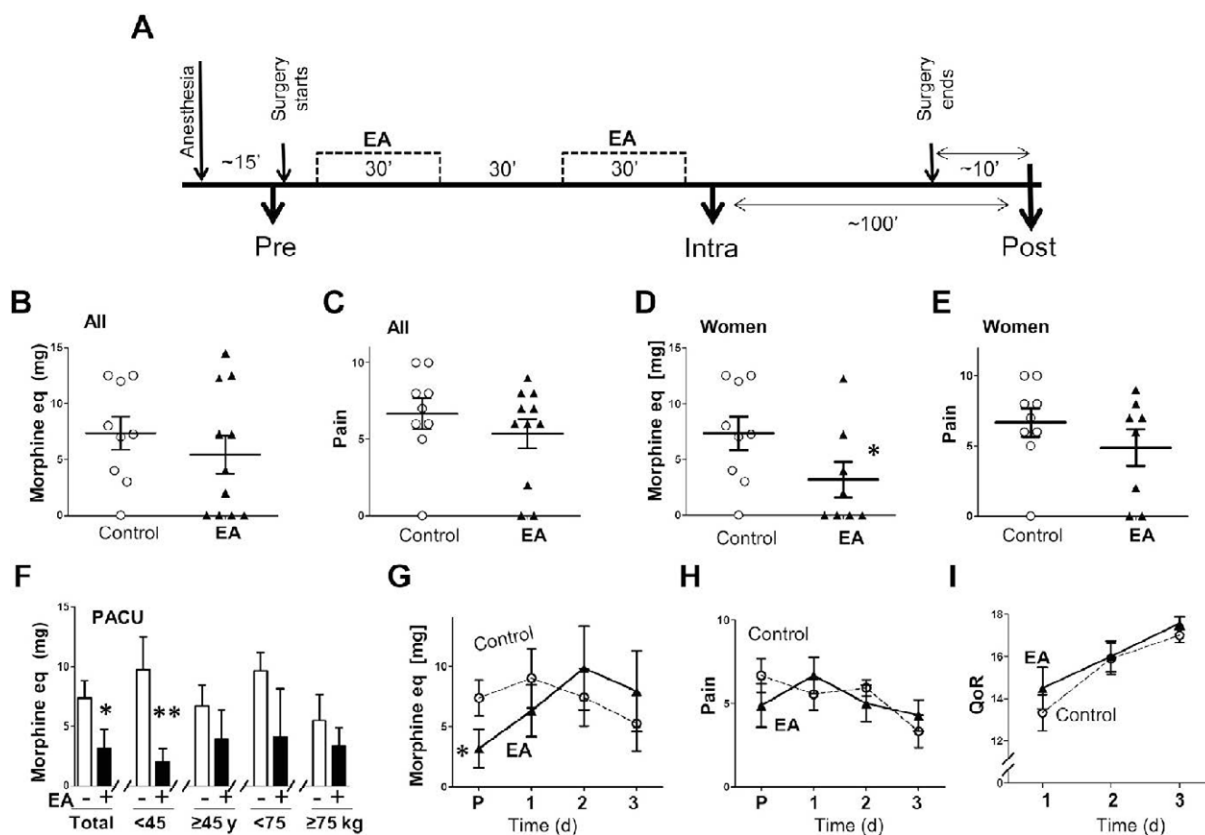 A
Anesthesia
Surgery
starts
Surgery
ends
~15'
EA
30'
30'
EA
30'
~10'
~100'
Pre
Intra
Post
B
All
Morphine eq (mg)
15
10
5
0
Control
EA
C
All
Pain
10
5
0
Control
EA
D
Women
Morphine eq [mg]
15
10
5
0
Control
EA
*
E
Women
Pain
10
5
0
Control
EA
F
PACU
Morphine eq (mg)
15
10
5
0
*
**
EA - + - + - + - + - +
Total <45 ≥45 y <75 ≥75 kg
G
Morphine eq [mg]
15
10
5
0
Control
EA
*
P 1 2 3
Time (d)
H
Pain
10
5
0
Control
EA
P 1 2 3
Time (d)
I
QoR
18
16
14
12
EA
Control
1 2 3
Time (d)